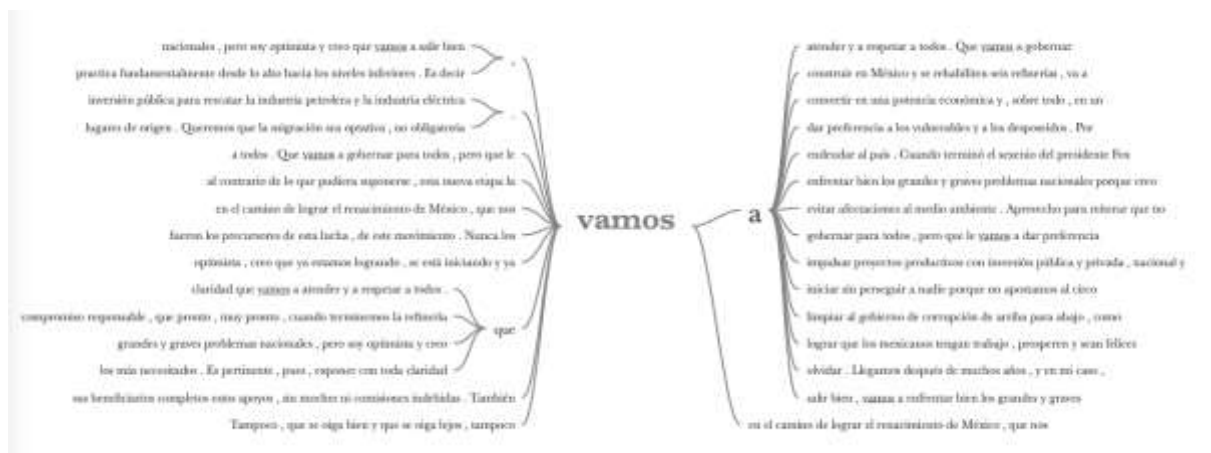 nacionales , pero soy optimista y creo que vamos a salir bien
practica fundamentalmente desde lo alto hacia los niveles inferiores . Es decir
,
inversión pública para rescatar la industria petrolera y la industria eléctrica
lugares de origen . Queremos que la migración sea optativa , no obligatoria
.
a todos . Que vamos a gobernar para todos , pero que le
al contrario de lo que pudiera suponerse , esta nueva etapa la
en el camino de lograr el renacimiento de México , que nos
fueron los precursores de esta lucha , de este movimiento . Nunca los
optimista , creo que ya estamos logrando , se está iniciando y ya
claridad que vamos a atender y a respetar a todos .
compromiso responsable , que pronto , muy pronto , cuando terminemos la refinería
grandes y graves problemas nacionales , pero soy optimista y creo
los más necesitados . Es pertinente , pues , exponer con toda claridad
que
sus beneficiarios completos estos apoyos , sin moches ni comisiones indebidas . También
Tampoco , que se oiga bien y que se oiga lejos , tampoco
vamos
a
atender y a respetar a todos . Que vamos a gobernar
construir en México y se rehabiliten seis refinerías , va a
convertir en una potencia económica y , sobre todo , en un
dar preferencia a los vulnerables y a los desposeídos . Por
endeudar al país . Cuando terminó el sexenio del presidente Fox
enfrentar bien los grandes y graves problemas nacionales porque creo
evitar afectaciones al medio ambiente . Aprovecho para reiterar que no
gobernar para todos , pero que le vamos a dar preferencia
impulsar proyectos productivos con inversión pública y privada , nacional y
iniciar sin perseguir a nadie porque no apostamos al circo
limpiar al gobierno de corrupción de arriba para abajo , como
lograr que los mexicanos tengan trabajo , prosperen y sean felices
olvidar . Llegamos después de muchos años , y en mi caso ,
salir bien , vamos a enfrentar bien los grandes y graves
en el camino de lograr el renacimiento de México , que nos